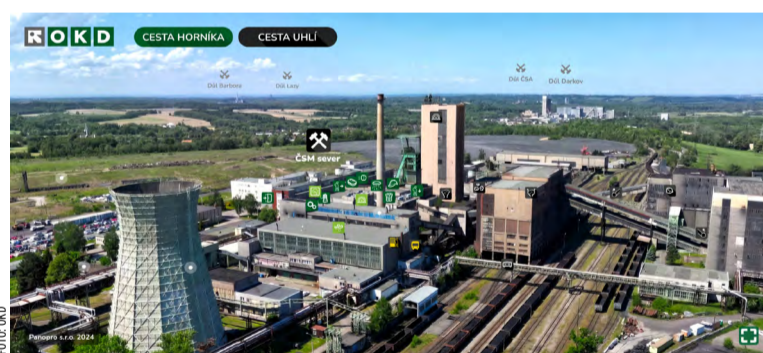 OKD
CESTA HORNÍKA
CESTA UHLÍ
Důl Barbora
Důl Lazy
Důl ČSA
Důl Darkov
ČSM sever
Panopro s.r.o. 2024
FOTO: OKD